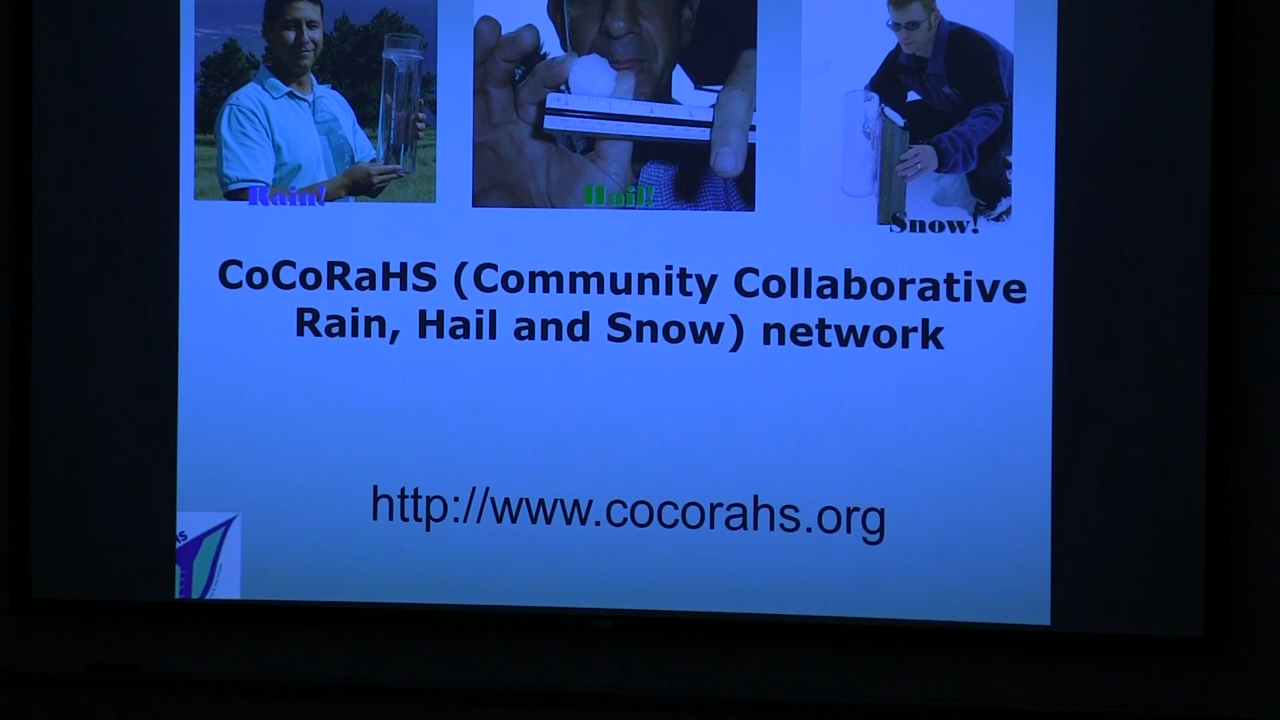 Rain!
Hail!
Snow!
CoCoRaHS (Community Collaborative
Rain, Hail and Snow) network
http://www.cocorahs.org